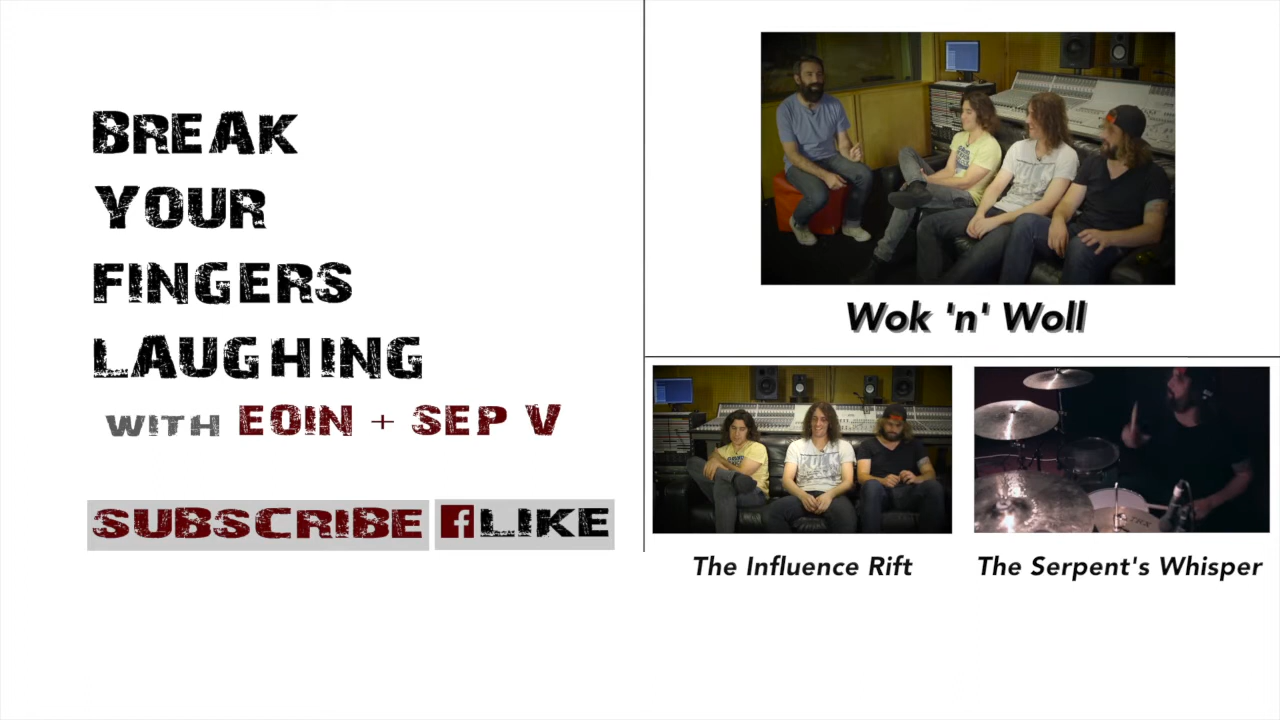 BREAK
YOUR
FINGERS
LAUGHING
WITH EOIN + SEP V
SUBSCRIBE
f LIKE
Wok 'n' Woll
The Influence Rift
The Serpent's Whisper